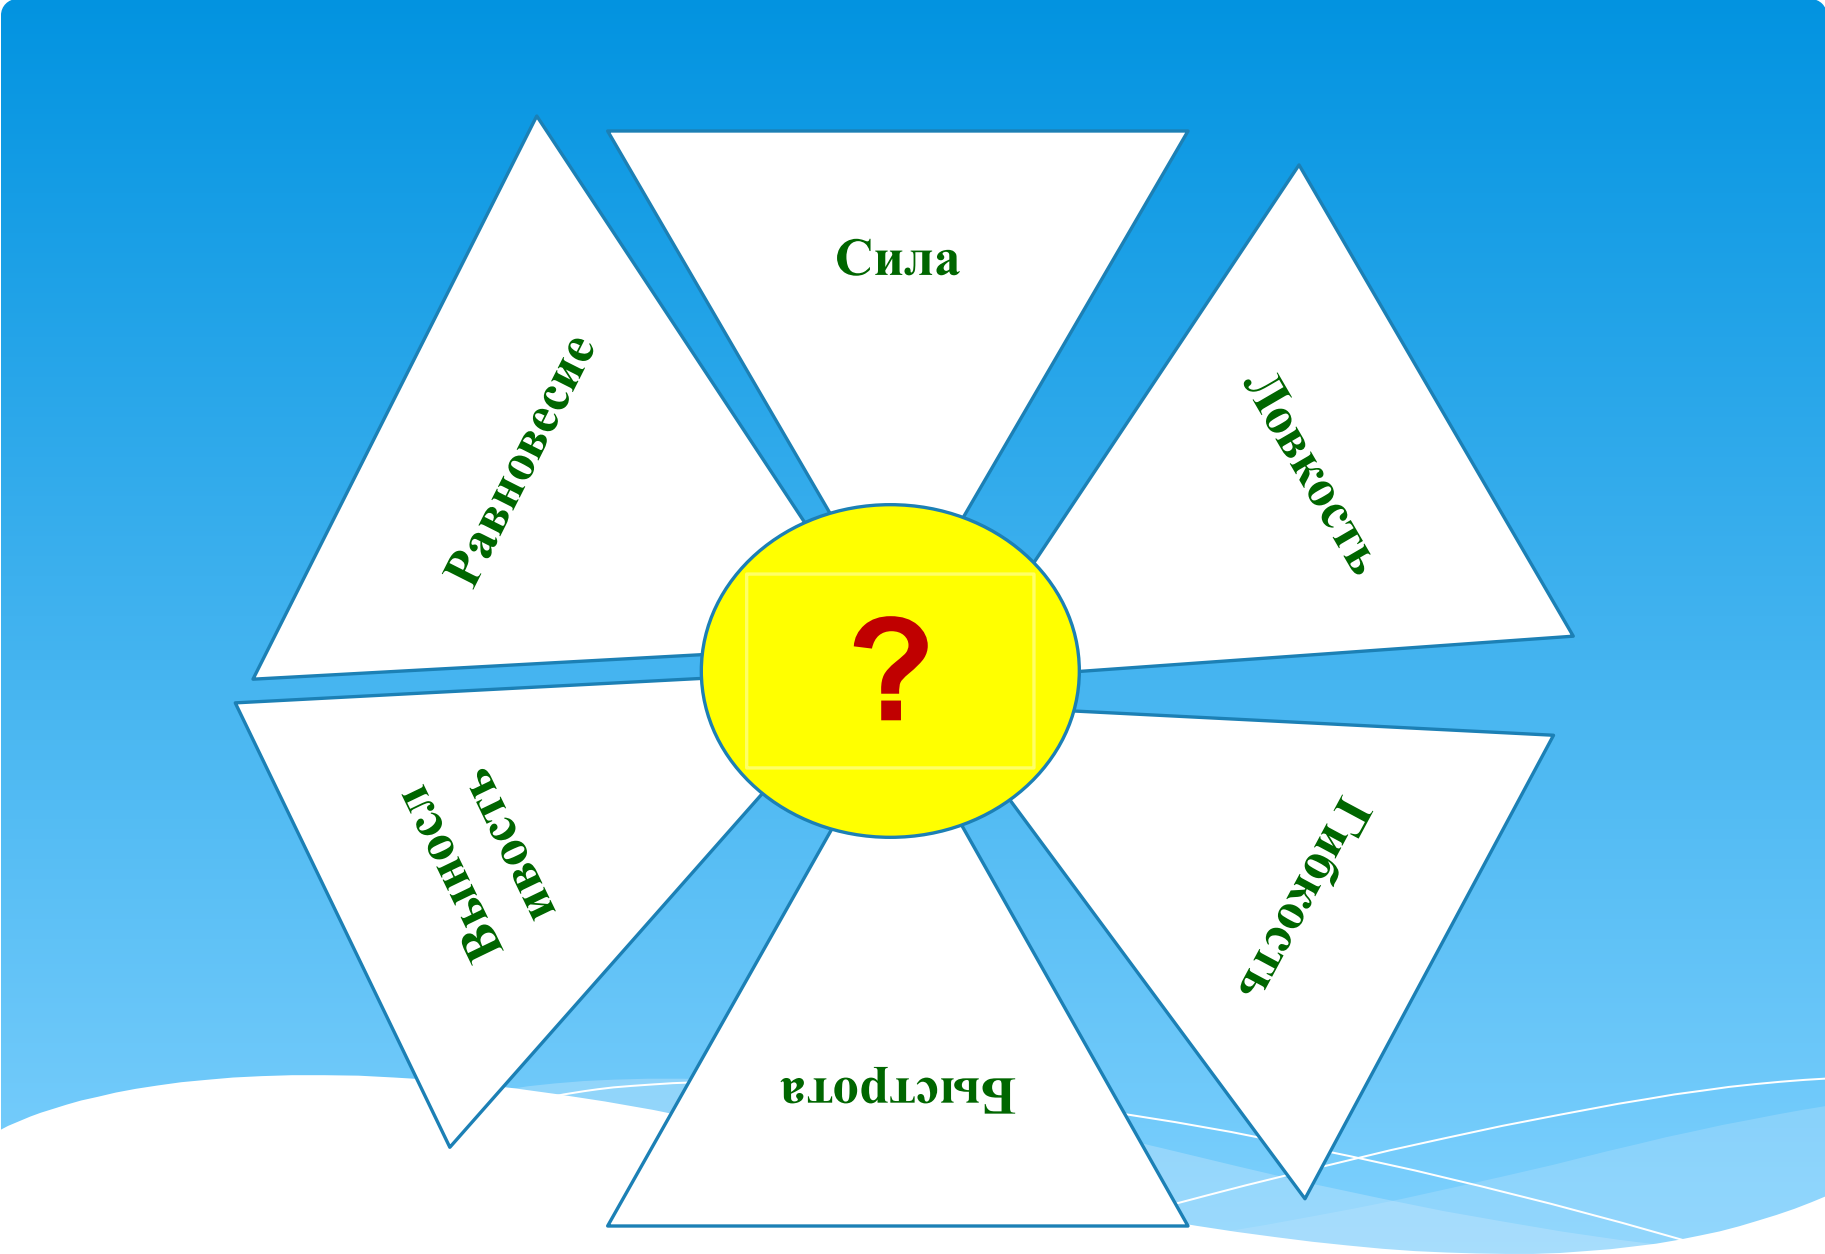 Сила
Ловкость
Гибкость
Быстрота
Выносл
ивость
Равновесие
?